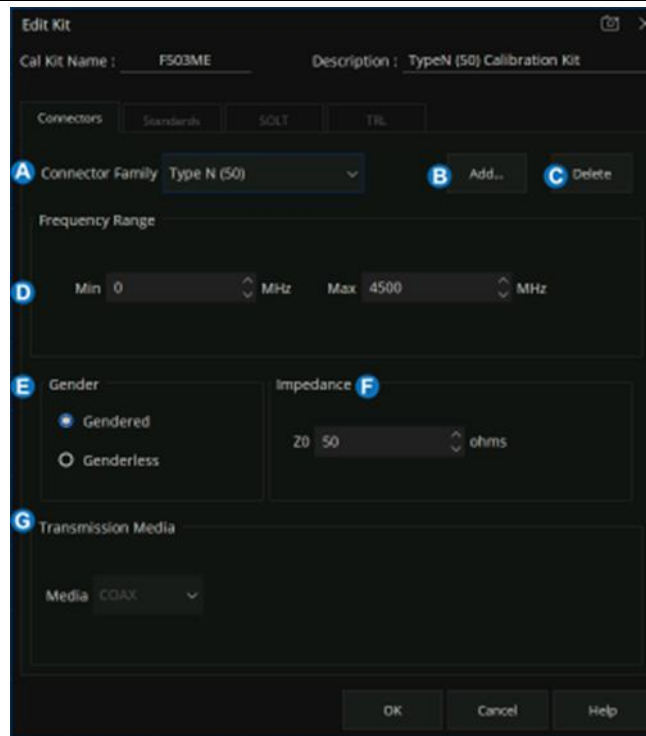 Edit Kit
Cal Kit Name : F503ME Description : TypeN (50) Calibration Kit
Connectors Standards SOLT TRL
A Connector Family Type N (50) B Add... C Delete
Frequency Range
D Min 0 MHz Max 4500 MHz
E Gender Impedance F
Gendered
Z0 50 ohms
Genderless
G Transmission Media
Media COAX
OK Cancel Help